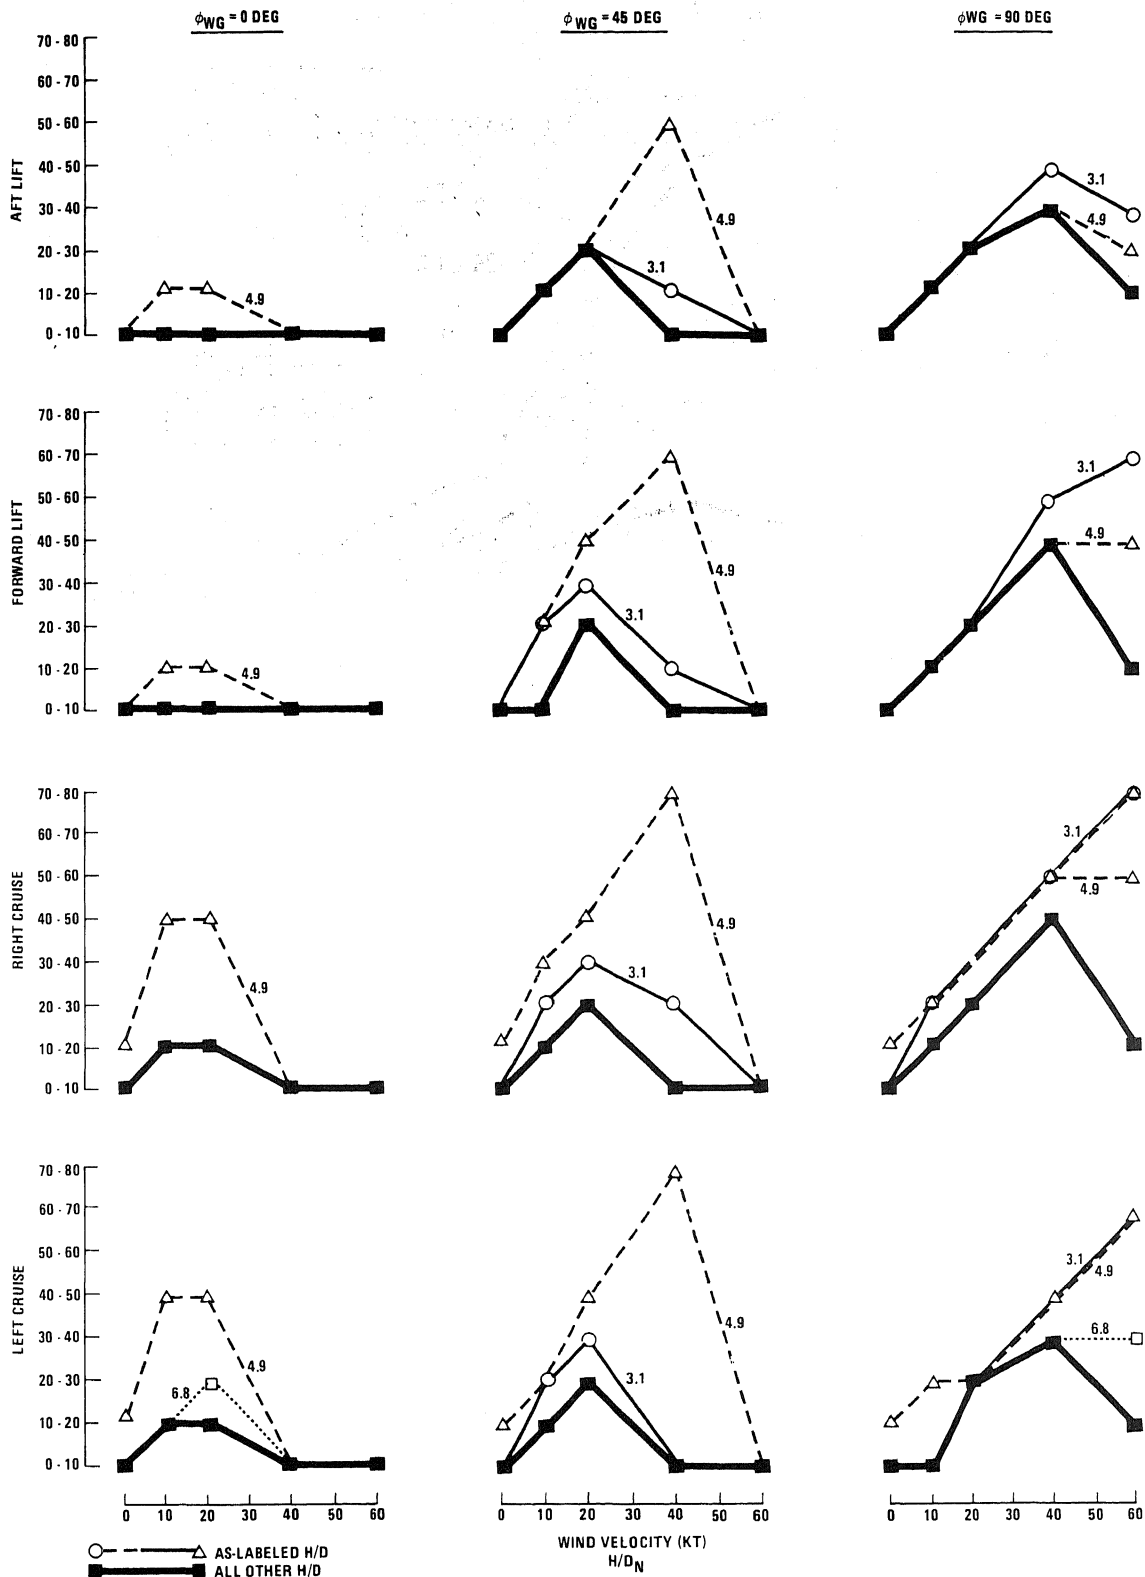 ϕWG = 0 DEG
ϕWG = 45 DEG
ϕWG = 90 DEG
AFT LIFT
70 - 80
60 - 70
50 - 60
40 - 50
30 - 40
20 - 30
10 - 20
0 - 10
4.9
3.1
4.9
3.1
4.9
FORWARD LIFT
70 - 80
60 - 70
50 - 60
40 - 50
30 - 40
20 - 30
10 - 20
0 - 10
4.9
3.1
4.9
3.1
4.9
RIGHT CRUISE
70 - 80
60 - 70
50 - 60
40 - 50
30 - 40
20 - 30
10 - 20
0 - 10
4.9
3.1
4.9
3.1
4.9
LEFT CRUISE
70 - 80
60 - 70
50 - 60
40 - 50
30 - 40
20 - 30
10 - 20
0 - 10
6.8
4.9
3.1
4.9
3.1
4.9
6.8
0 10 20 30 40 60
0 10 20 30 40 60
0 10 20 30 40 60
WIND VELOCITY (KT)
H/DN
AS-LABELED H/D
ALL OTHER H/D